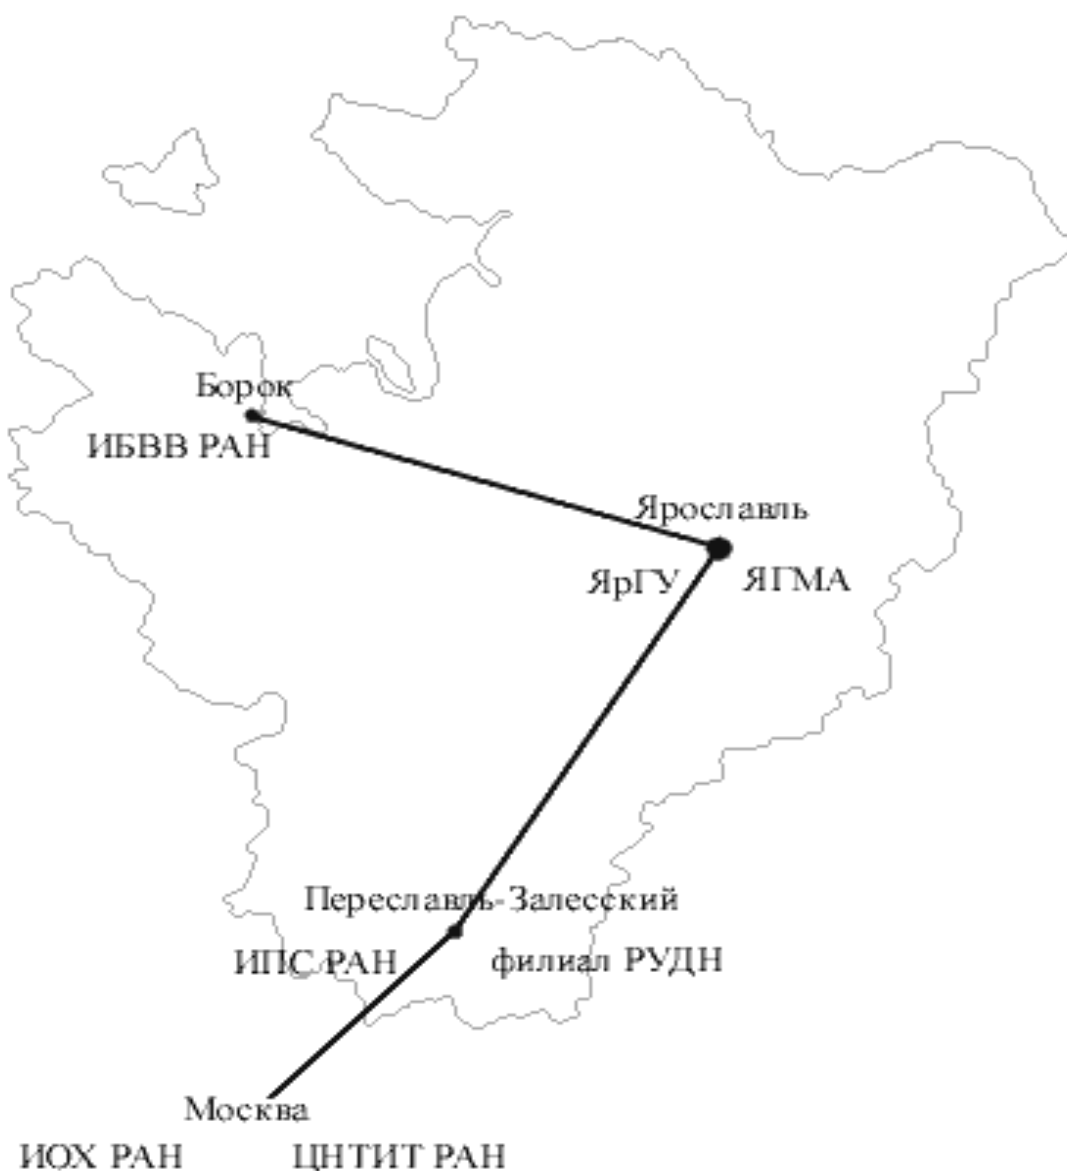 Борок
ИБВВ РАН
Ярославль
ЯрГУ ЯГМА
Переславль-Залесский
ИПС РАН филиал РУДН
Москва
ИОХ РАН ЦНТИТ РАН